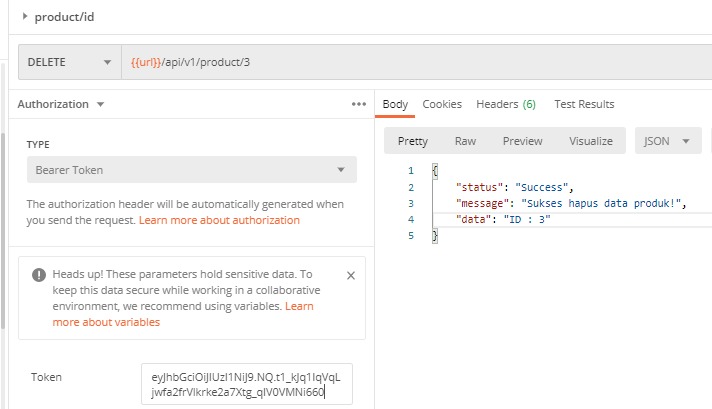 product/id
DELETE
{{url}}/api/v1/product/3
Authorization
TYPE
Bearer Token
The authorization header will be automatically generated when
you send the request. Learn more about authorization
Heads up! These parameters hold sensitive data. To
keep this data secure while working in a collaborative
environment, we recommend using variables. Learn
more about variables
Token
eyJhbGciOiJIUzI1NiJ9.NQ.t1_kJq1IqVqL
jwfa2frVlkrke2a7Xtg_qIV0VMNi660
Body Cookies Headers (6) Test Results
Pretty Raw Preview Visualize JSON
1 {
2 "status": "Success",
3 "message": "Sukses hapus data produk!",
4 "data": "ID : 3"
5 }